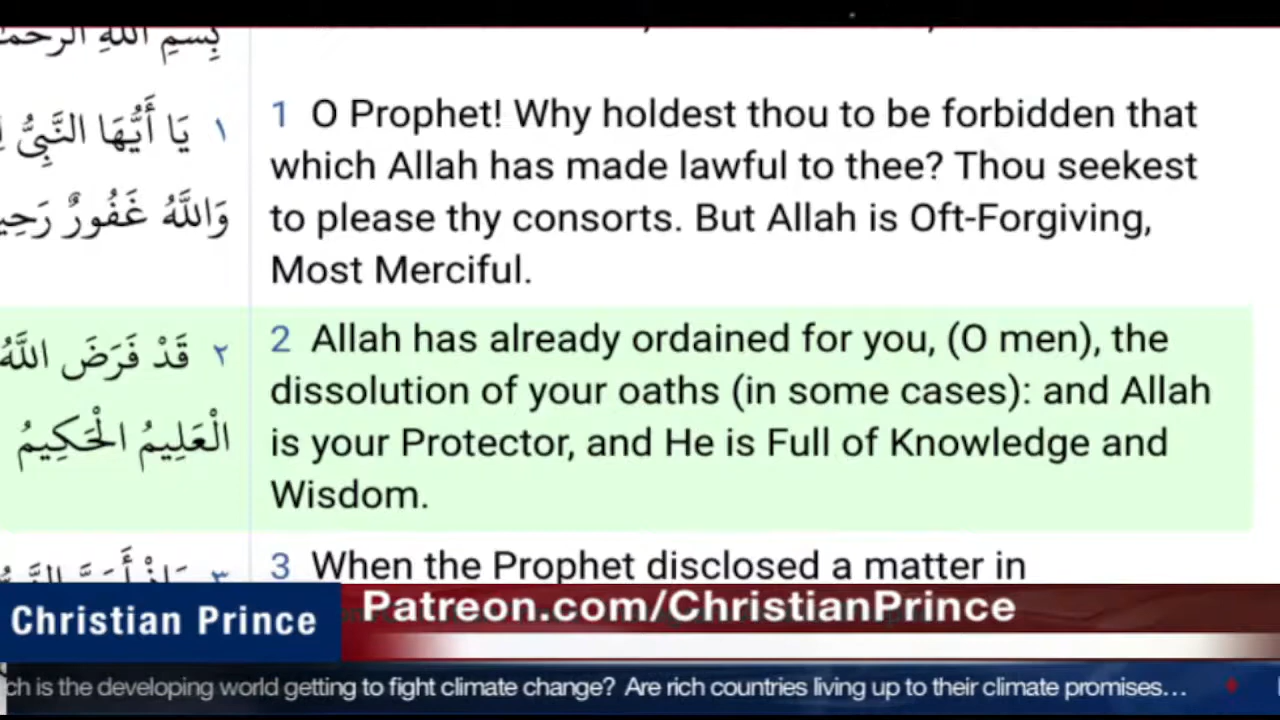 بِسْمِ اللَّهِ
1 O Prophet! Why holdest thou to be forbidden that
which Allah has made lawful to thee? Thou seekest
to please thy consorts. But Allah is Oft-Forgiving,
Most Merciful.
١ يَا أَيُّهَا النَّبِيُّ
وَاللَّهُ غَفُورٌ
2 Allah has already ordained for you, (O men), the
dissolution of your oaths (in some cases): and Allah
is your Protector, and He is Full of Knowledge and
Wisdom.
٢ قَدْ فَرَضَ اللَّهُ
الْعَلِيمُ الْحَكِيمُ
3 When the Prophet disclosed a matter in
٣
Christian Prince
Patreon.com/ChristianPrince
ch is the developing world getting to fight climate change? Are rich countries living up to their climate promises...